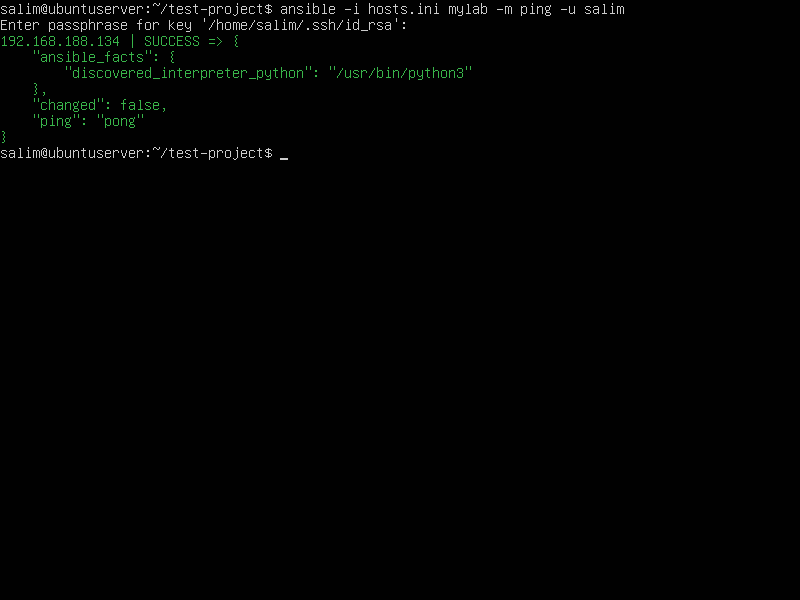 salim@ubuntuserver:~/test-project$ ansible -i hosts.ini mylab -m ping -u salim
Enter passphrase for key '/home/salim/.ssh/id_rsa':
192.168.188.134 | SUCCESS => {
    "ansible_facts": {
        "discovered_interpreter_python": "/usr/bin/python3"
    },
    "changed": false,
    "ping": "pong"
}
salim@ubuntuserver:~/test-project$ _